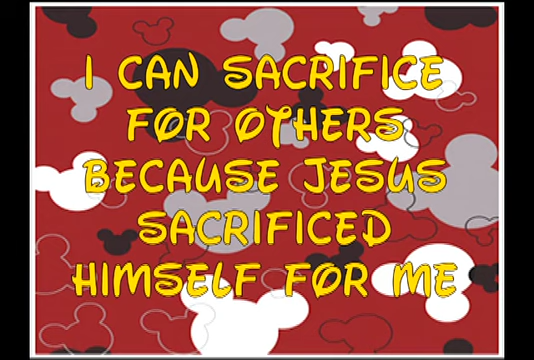 I CAN SACRIFICE
FOR OTHERS
BECAUSE JESUS
SACRIFICED
HIMSELF FOR ME